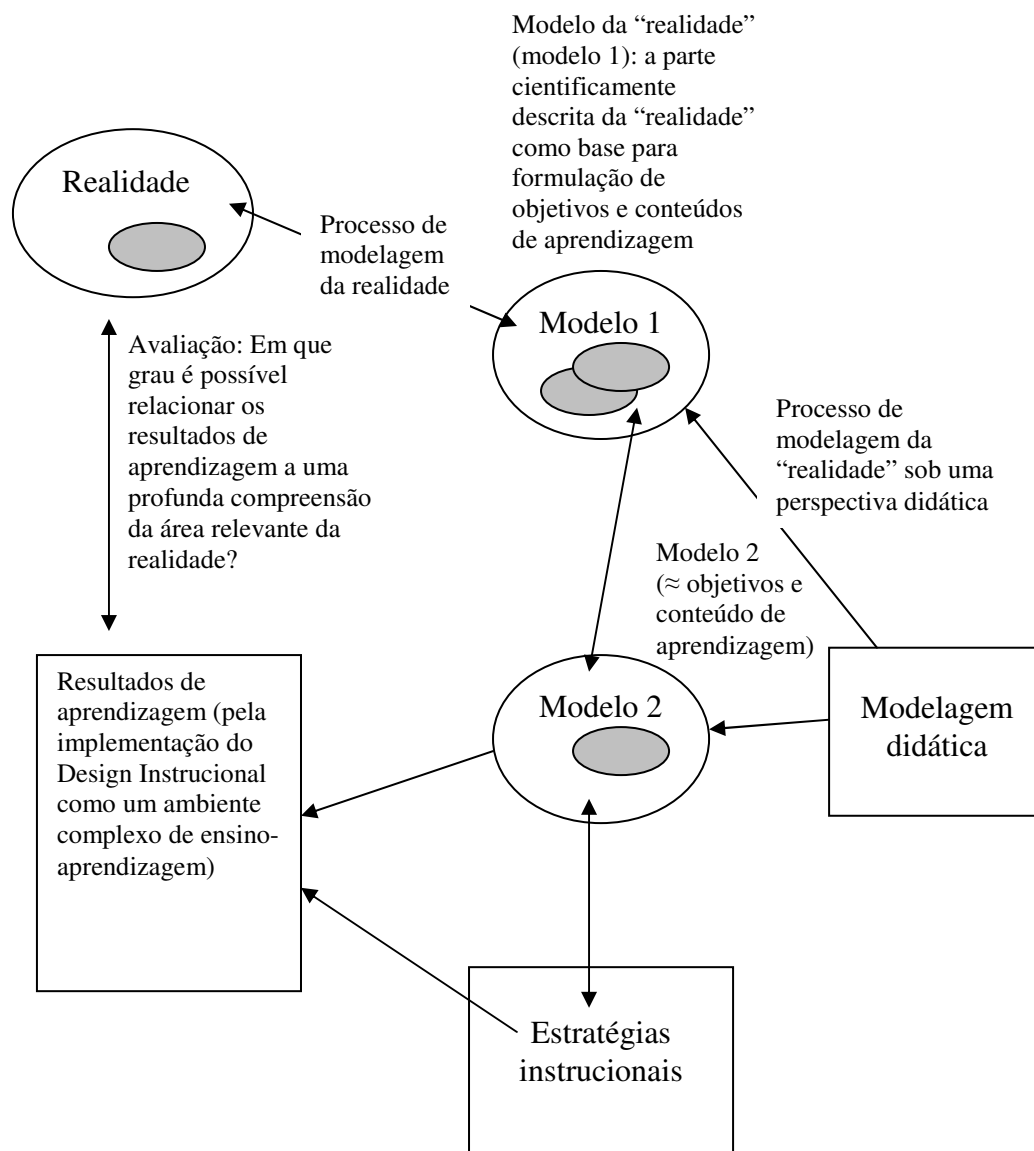 Modelo da “realidade”
(modelo 1): a parte
cientificamente
descrita da “realidade”
como base para
formulação de
objetivos e conteúdos
de aprendizagem
Realidade
Processo de
modelagem
da realidade
Modelo 1
Avaliação: Em que
grau é possível
relacionar os
resultados de
aprendizagem a uma
profunda compreensão
da área relevante da
realidade?
Processo de
modelagem da
“realidade” sob uma
perspectiva didática
Modelo 2
(≈ objetivos e
conteúdo de
aprendizagem)
Resultados de
aprendizagem (pela
implementação do
Design Instrucional
como um ambiente
complexo de ensino-
aprendizagem)
Modelo 2
Modelagem
didática
Estratégias
instrucionais